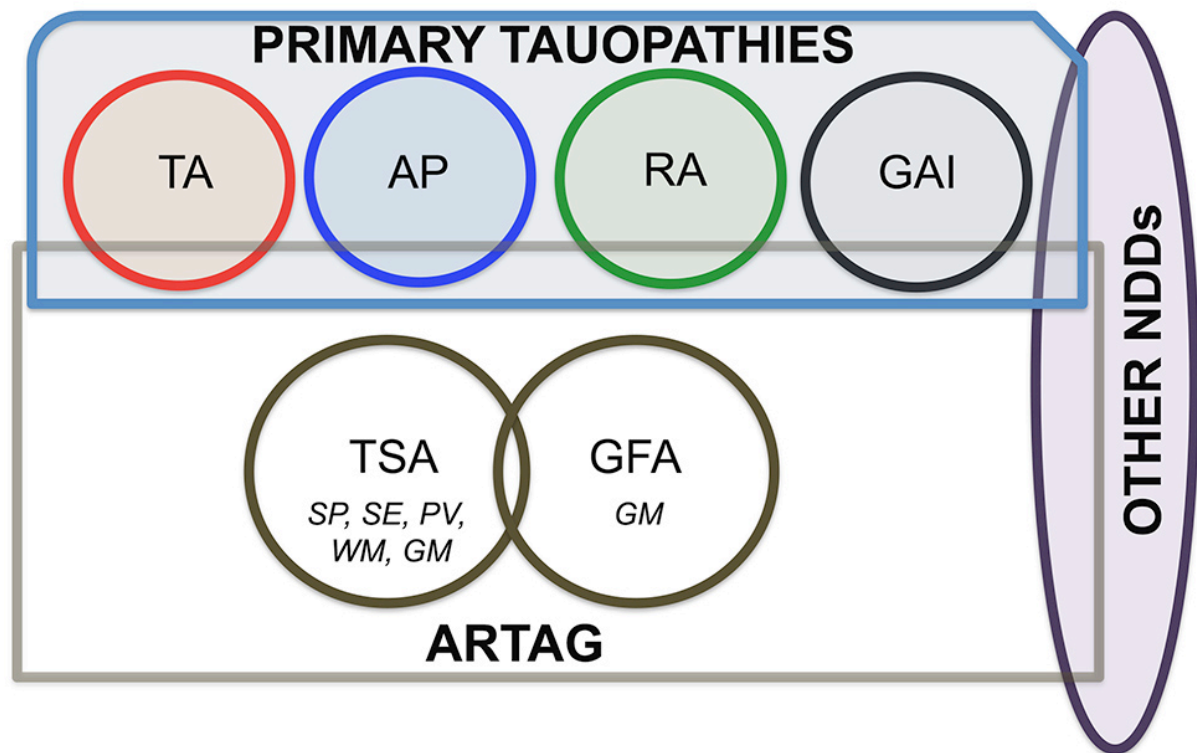 PRIMARY TAUOPATHIES
TA
AP
RA
GAI
OTHER NDDs
TSA
SP, SE, PV,
WM, GM
GFA
GM
ARTAG